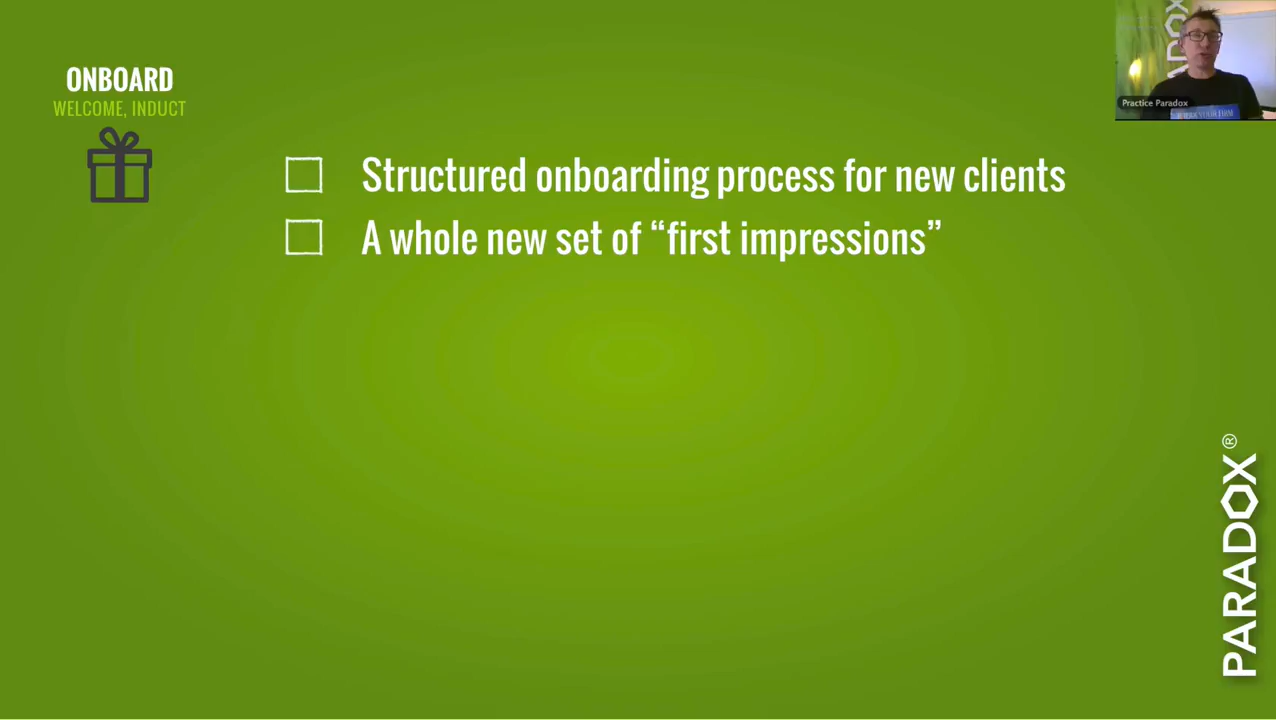 ONBOARD
WELCOME, INDUCT
Structured onboarding process for new clients
A whole new set of “first impressions”
Practice Paradox
PARADOX®